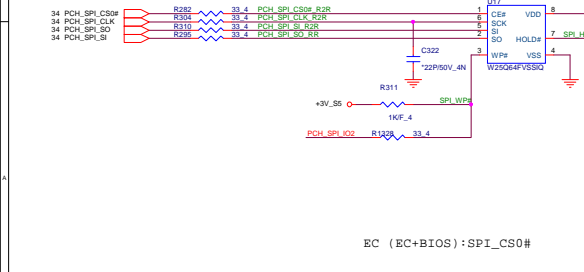 U17
34 PCH_SPI_CS0# R282 33_4 PCH_SPI_CS0#_R2R 1 CE# VDD 8
34 PCH_SPI_CLK R304 33_4 PCH_SPI_CLK_R2R 6 SCK
34 PCH_SPI_SO R310 33_4 PCH_SPI_SI_R2R 5 SI
34 PCH_SPI_SI R295 33_4 PCH_SPI_SO_RR 2 SO HOLD# 7 SPI_H
C322 3 WP# VSS 4
*22P/50V_4N W25Q64FVSSIQ
R311
+3V_S5 SPI_WP#
1K/F_4
PCH_SPI_IO2 R1328 33_4
A
EC (EC+BIOS):SPI_CS0#